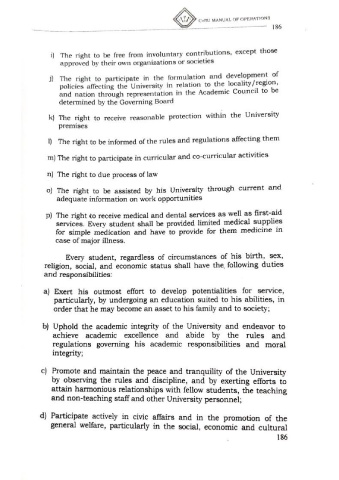 CvSU MANUAL OF OPERATIONS
186
i) The right to be free from involuntary contributions, except those
approved by their own organizations or societies
j) The right to participate in the formulation and development of
policies affecting the University in relation to the locality/region,
and nation through representation in the Academic Council to be
determined by the Governing Board
k) The right to receive reasonable protection within the University
premises
l) The right to be informed of the rules and regulations affecting them
m) The right to participate in curricular and co-curricular activities
n) The right to due process of law
o) The right to be assisted by his University through current and
adequate information on work opportunities
p) The right to receive medical and dental services as well as first-aid
services. Every student shall be provided limited medical supplies
for simple medication and have to provide for them medicine in
case of major illness.
Every student, regardless of circumstances of his birth, sex,
religion, social, and economic status shall have the following duties
and responsibilities:
a) Exert his outmost effort to develop potentialities for service,
particularly, by undergoing an education suited to his abilities, in
order that he may become an asset to his family and to society;
b) Uphold the academic integrity of the University and endeavor to
achieve academic excellence and abide by the rules and
regulations governing his academic responsibilities and moral
integrity;
c) Promote and maintain the peace and tranquility of the University
by observing the rules and discipline, and by exerting efforts to
attain harmonious relationships with fellow students, the teaching
and non-teaching staff and other University personnel;
d) Participate actively in civic affairs and in the promotion of the
general welfare, particularly in the social, economic and cultural
186